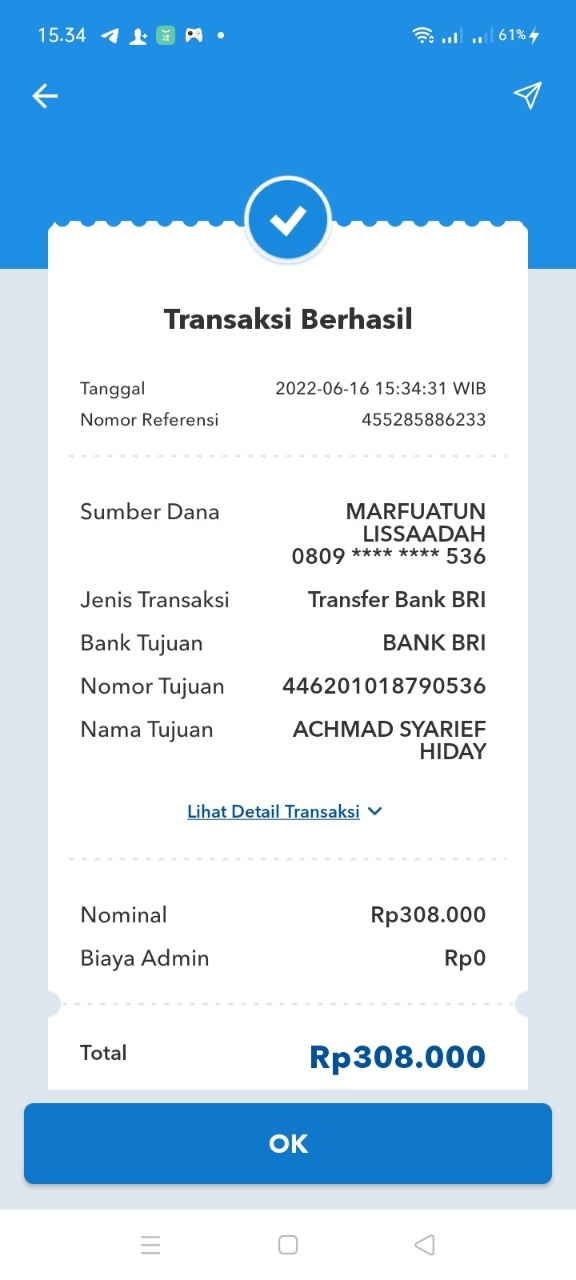 15.34
61%
Transaksi Berhasil
Tanggal 2022-06-16 15:34:31 WIB
Nomor Referensi 455285886233
Sumber Dana MARFUATUN
LISSAADAH
0809 **** **** 536
Jenis Transaksi Transfer Bank BRI
Bank Tujuan BANK BRI
Nomor Tujuan 446201018790536
Nama Tujuan ACHMAD SYARIEF
HIDAY
Lihat Detail Transaksi
Nominal Rp308.000
Biaya Admin Rp0
Total Rp308.000
OK